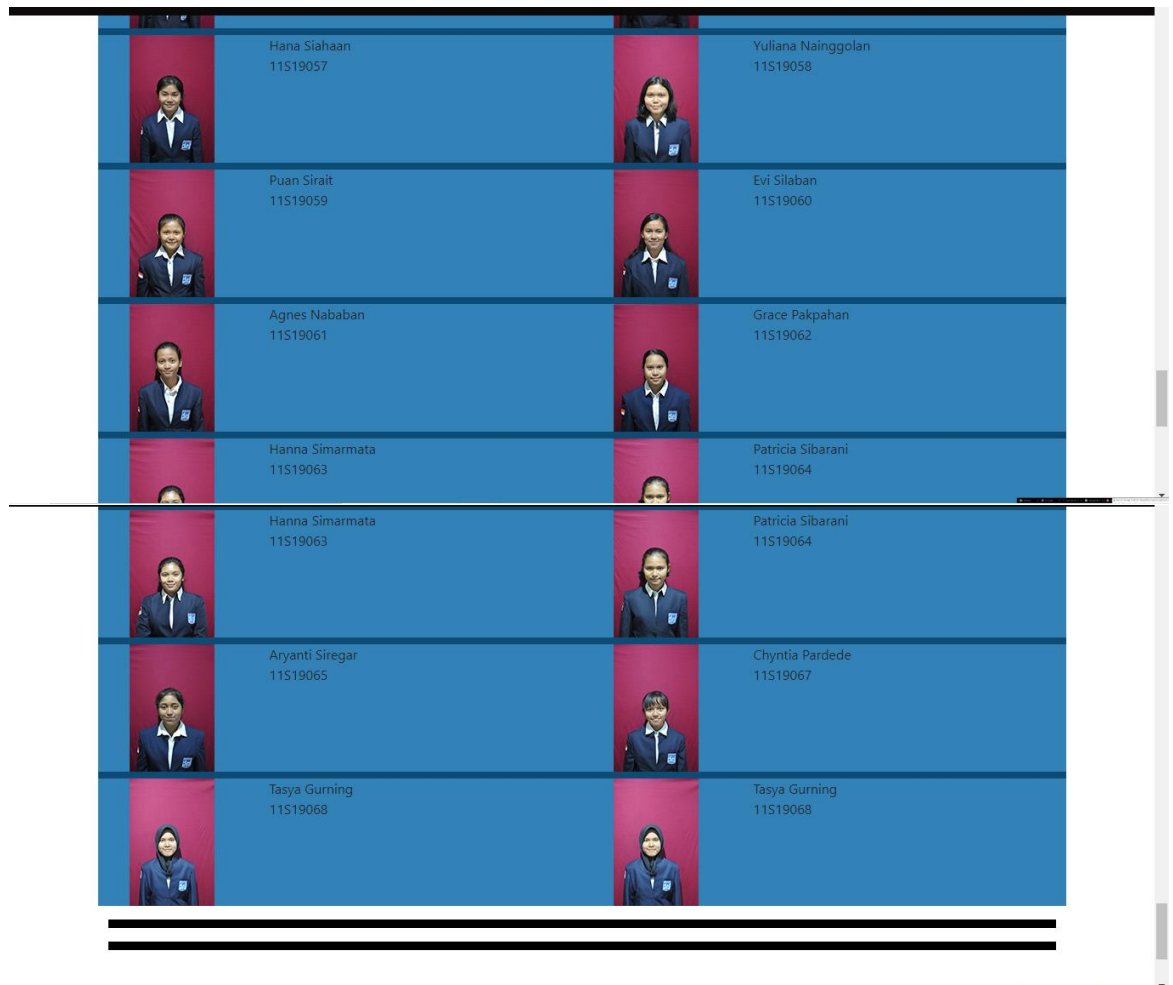 Hana Siahaan
11S19057
Yuliana Nainggolan
11S19058
Puan Sirait
11S19059
Evi Silaban
11S19060
Agnes Nababan
11S19061
Grace Pakpahan
11S19062
Hanna Simarmata
11S19063
Patricia Sibarani
11S19064
Hanna Simarmata
11S19063
Patricia Sibarani
11S19064
Aryanti Siregar
11S19065
Chyntia Pardede
11S19067
Tasya Gurning
11S19068
Tasya Gurning
11S19068